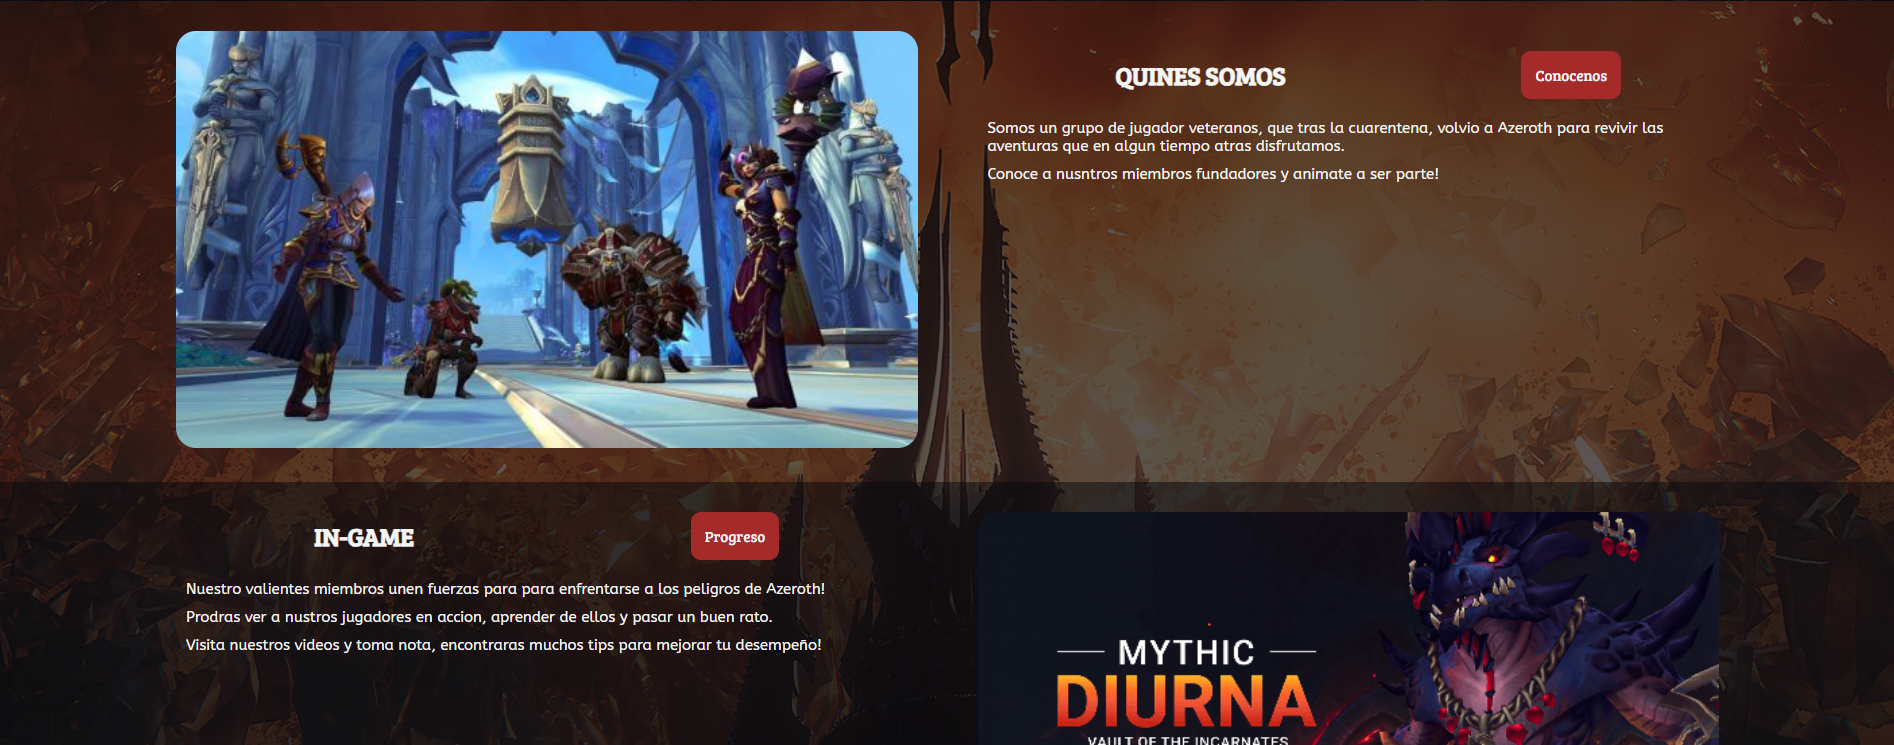 QUINES SOMOS
Conocenos
Somos un grupo de jugador veteranos, que tras la cuarentena, volvio a Azeroth para revivir las
aventuras que en algun tiempo atras disfrutamos.
Conoce a nusntros miembros fundadores y animate a ser parte!
IN-GAME
Progreso
Nuestro valientes miembros unen fuerzas para para enfrentarse a los peligros de Azeroth!
Prodras ver a nustros jugadores en accion, aprender de ellos y pasar un buen rato.
Visita nuestros videos y toma nota, encontraras muchos tips para mejorar tu desempeño!
MYTHIC
DIURNA
VAULT OF THE INCARNATES